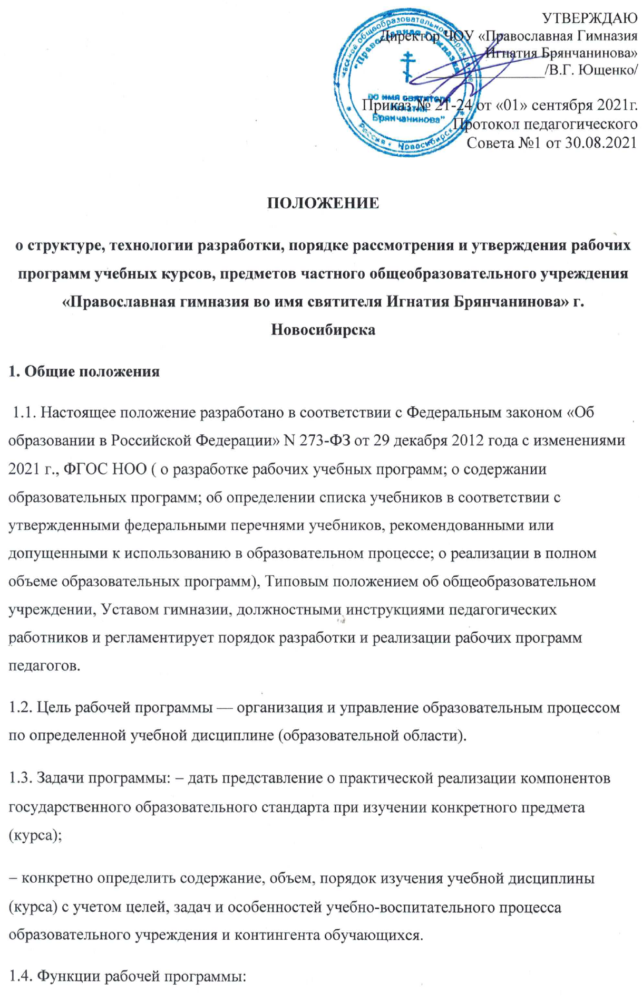 УТВЕРЖДАЮ
Директор ЧОУ «Православная Гимназия
Игнатия Брянчанинова»
/В.Г. Ющенко/
Приказ № 21-24 от «01» сентября 2021г.
Протокол педагогического
Совета №1 от 30.08.2021
частное общеобразовательное учреждение
"Православная Гимназия
во имя святителя
Игнатия
Брянчанинова"
* Россия г. Новосибирск *
ПОЛОЖЕНИЕ
о структуре, технологии разработки, порядке рассмотрения и утверждения рабочих
программ учебных курсов, предметов частного общеобразовательного учреждения
«Православная гимназия во имя святителя Игнатия Брянчанинова» г.
Новосибирска
1. Общие положения
1.1. Настоящее положение разработано в соответствии с Федеральным законом «Об
образовании в Российской Федерации» N 273-ФЗ от 29 декабря 2012 года с изменениями
2021 г., ФГОС НОО ( о разработке рабочих учебных программ; о содержании
образовательных программ; об определении списка учебников в соответствии с
утвержденными федеральными перечнями учебников, рекомендованными или
допущенными к использованию в образовательном процессе; о реализации в полном
объеме образовательных программ), Типовым положением об общеобразовательном
учреждении, Уставом гимназии, должностными инструкциями педагогических
работников и регламентирует порядок разработки и реализации рабочих программ
педагогов.
1.2. Цель рабочей программы — организация и управление образовательным процессом
по определенной учебной дисциплине (образовательной области).
1.3. Задачи программы: – дать представление о практической реализации компонентов
государственного образовательного стандарта при изучении конкретного предмета
(курса);
– конкретно определить содержание, объем, порядок изучения учебной дисциплины
(курса) с учетом целей, задач и особенностей учебно-воспитательного процесса
образовательного учреждения и контингента обучающихся.
1.4. Функции рабочей программы: